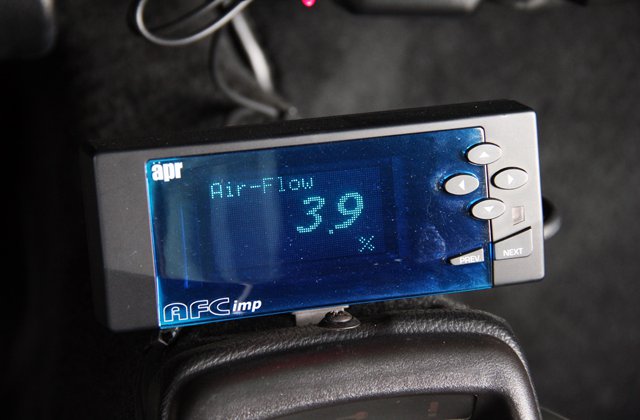 apr
Air-Flow
3.9
%
PREV
NEXT
AFC imp